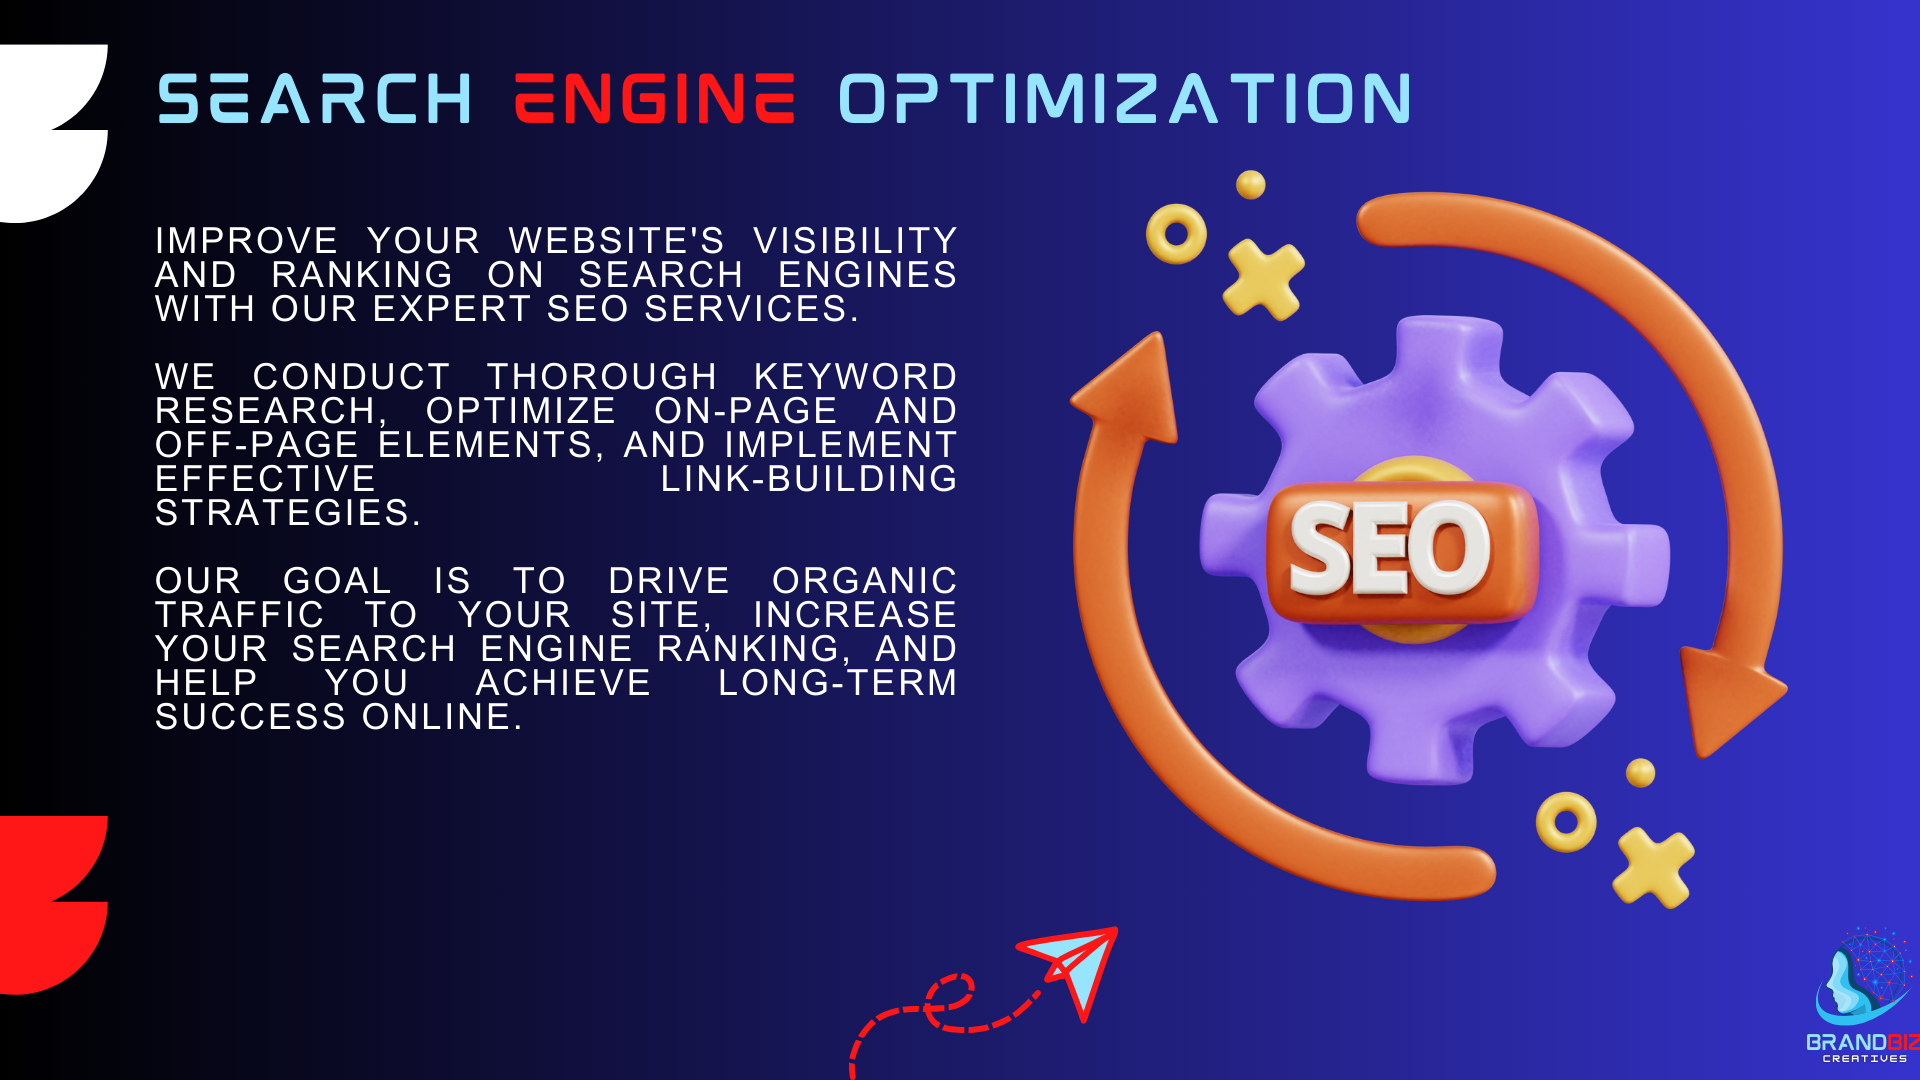 SEARCH ENGINE OPTIMIZATION
IMPROVE YOUR WEBSITE'S VISIBILITY
AND RANKING ON SEARCH ENGINES
WITH OUR EXPERT SEO SERVICES.
WE CONDUCT THOROUGH KEYWORD
RESEARCH, OPTIMIZE ON-PAGE AND
OFF-PAGE ELEMENTS, AND IMPLEMENT
EFFECTIVE LINK-BUILDING
STRATEGIES.
OUR GOAL IS TO DRIVE ORGANIC
TRAFFIC TO YOUR SITE, INCREASE
YOUR SEARCH ENGINE RANKING, AND
HELP YOU ACHIEVE LONG-TERM
SUCCESS ONLINE.
SEO
BRANDBIZ
CREATIVES